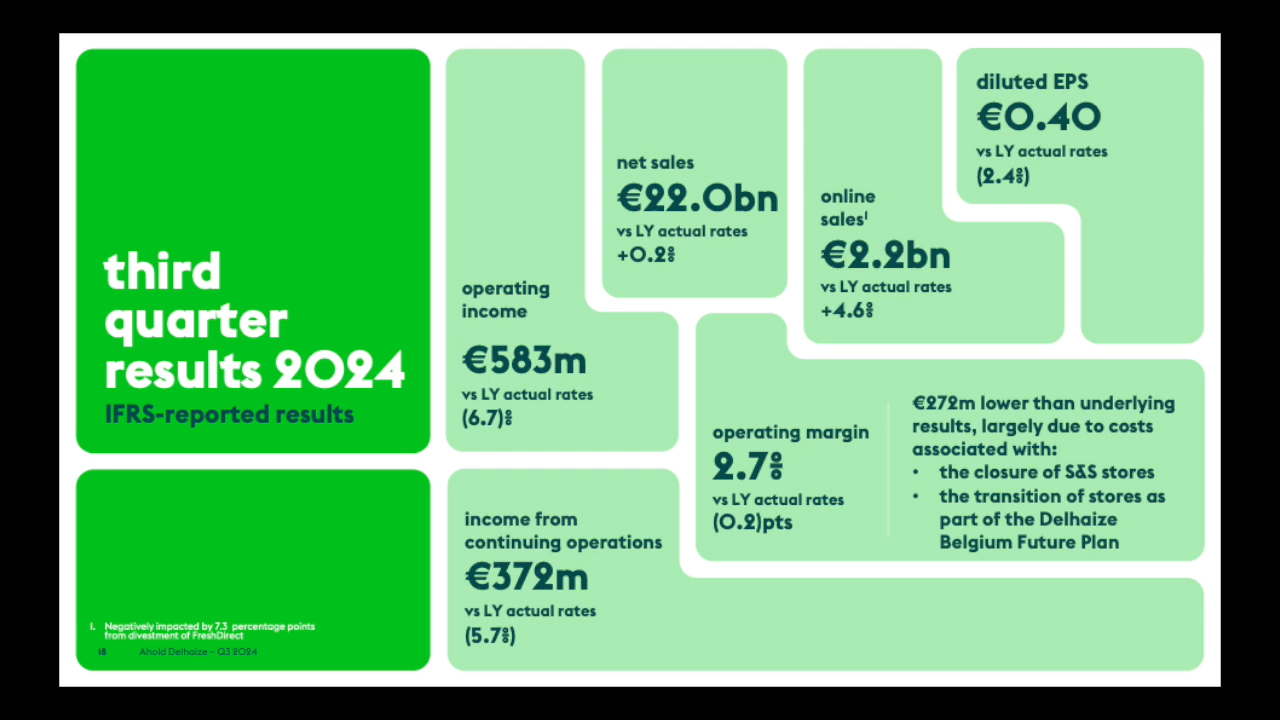 third
quarter
results 2024
IFRS-reported results
1. Negatively impacted by 7.3 percentage points
from divestment of FreshDirect
18 Ahold Delhaize – Q3 2024
operating
income
€583m
vs LY actual rates
(6.7)%
net sales
€22.0bn
vs LY actual rates
+0.2%
online
sales¹
€2.2bn
vs LY actual rates
+4.6%
diluted EPS
€0.40
vs LY actual rates
(2.4%)
operating margin
2.7%
vs LY actual rates
(0.2)pts
€272m lower than underlying
results, largely due to costs
associated with:
• the closure of S&S stores
• the transition of stores as
part of the Delhaize
Belgium Future Plan
income from
continuing operations
€372m
vs LY actual rates
(5.7%)